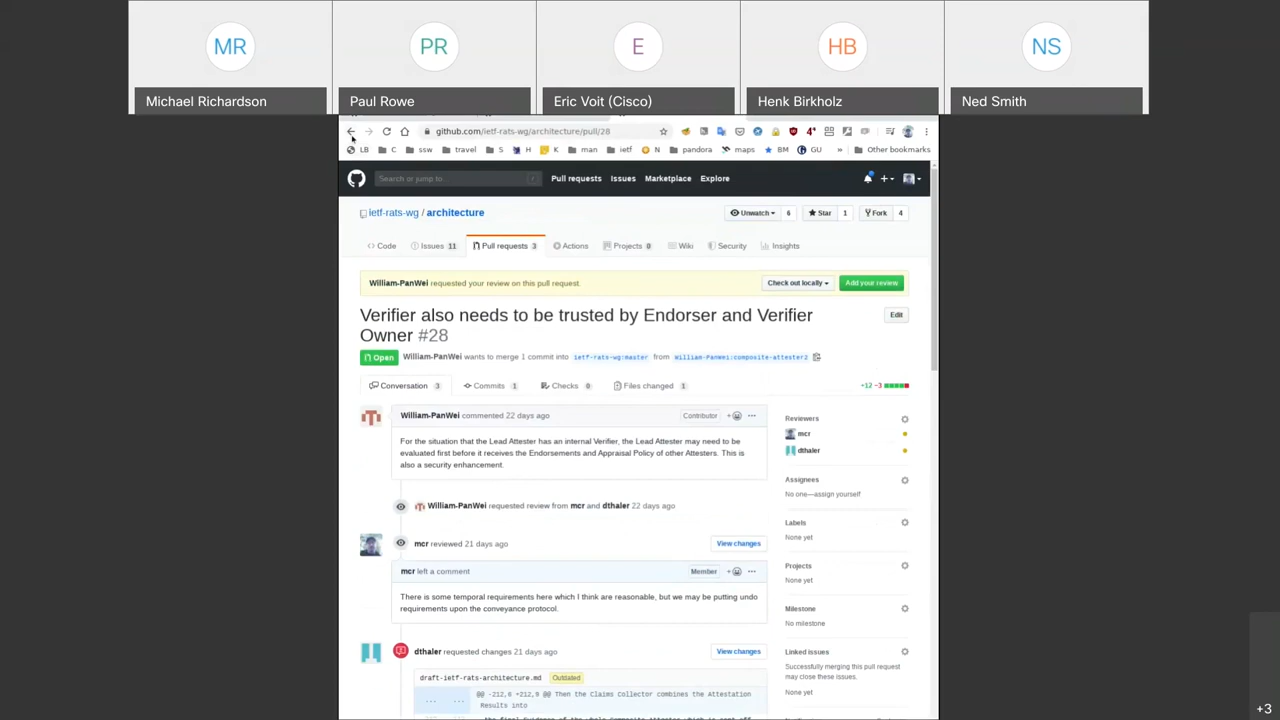 MR
PR
E
HB
NS
Michael Richardson
Paul Rowe
Eric Voit (Cisco)
Henk Birkholz
Ned Smith
github.com/ietf-rats-wg/architecture/pull/28
LB
C
ssw
travel
S
H
K
man
ietf
N
pandora
maps
BM
GU
»
Other bookmarks
Search or jump to...
/
Pull requests
Issues
Marketplace
Explore
ietf-rats-wg / architecture
Unwatch
6
Star
1
Fork
4
Code
Issues 11
Pull requests 3
Actions
Projects 0
Wiki
Security
Insights
William-PanWei requested your review on this pull request.
Check out locally
Add your review
Verifier also needs to be trusted by Endorser and Verifier
Owner #28
Edit
Open
William-PanWei wants to merge 1 commit into ietf-rats-wg:master from William-PanWei:composite-attester2
Conversation 3
Commits 1
Checks 0
Files changed 1
+12 −3
William-PanWei commented 22 days ago
Contributor
For the situation that the Lead Attester has an internal Verifier, the Lead Attester may need to be
evaluated first before it receives the Endorsements and Appraisal Policy of other Attesters. This is
also a security enhancement.
William-PanWei requested review from mcr and dthaler 22 days ago
mcr reviewed 21 days ago
View changes
mcr left a comment
Member
There is some temporal requirements here which I think are reasonable, but we may be putting undo
requirements upon the conveyance protocol.
dthaler requested changes 21 days ago
View changes
draft-ietf-rats-architecture.md
Outdated
... ... @@ -212,6 +212,9 @@ Then the Claims Collector combines the Attestation
Results into
Reviewers
mcr
dthaler
Assignees
No one—assign yourself
Labels
None yet
Projects
None yet
Milestone
No milestone
Linked issues
Successfully merging this pull request
may close these issues.
None yet
+3